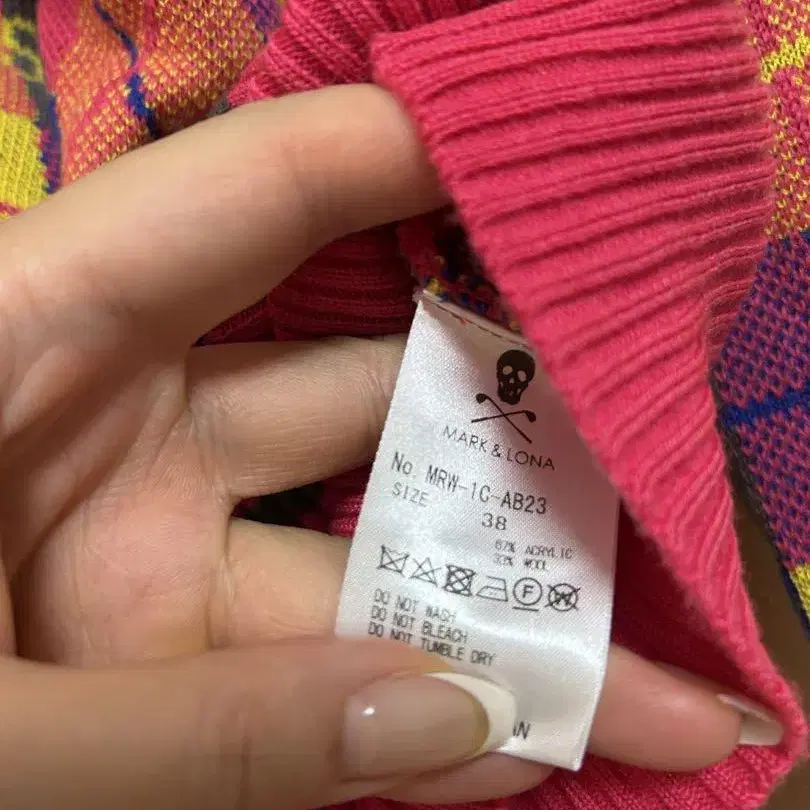 MARK & LONA
No. MRW-1C-AB23
SIZE 38
67% ACRYLIC
33% WOOL
F W
DO NOT WASH
DO NOT BLEACH
DO NOT TUMBLE DRY